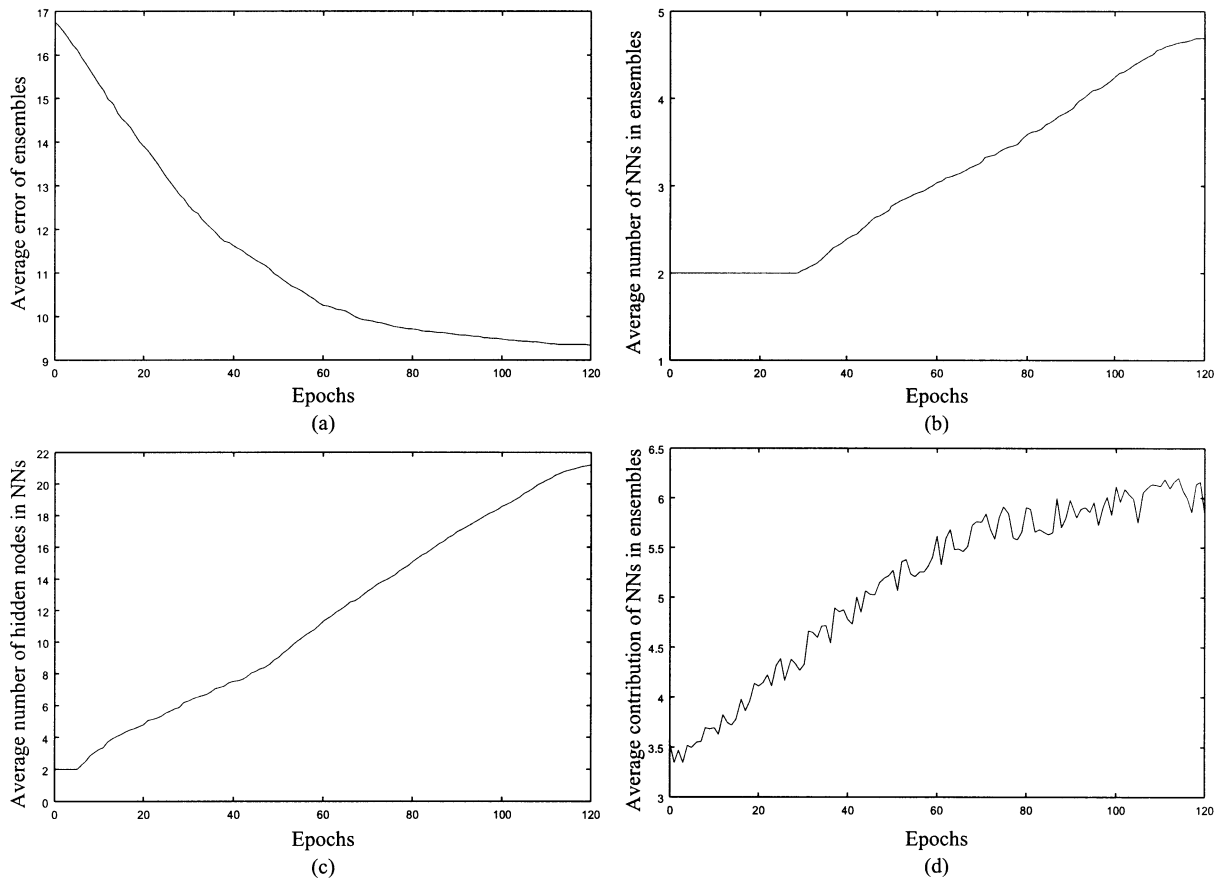 Average error of ensembles
17
16
15
14
13
12
11
10
9
0 20 40 60 80 100 120
Epochs
(a)
Average number of NNs in ensembles
5
4
3
2
1
0 20 40 60 80 100 120
Epochs
(b)
Average number of hidden nodes in NNs
22
20
18
16
14
12
10
8
6
4
2
0
0 20 40 60 80 100 120
Epochs
(c)
Average contribution of NNs in ensembles
6.5
6
5.5
5
4.5
4
3.5
3
0 20 40 60 80 100 120
Epochs
(d)